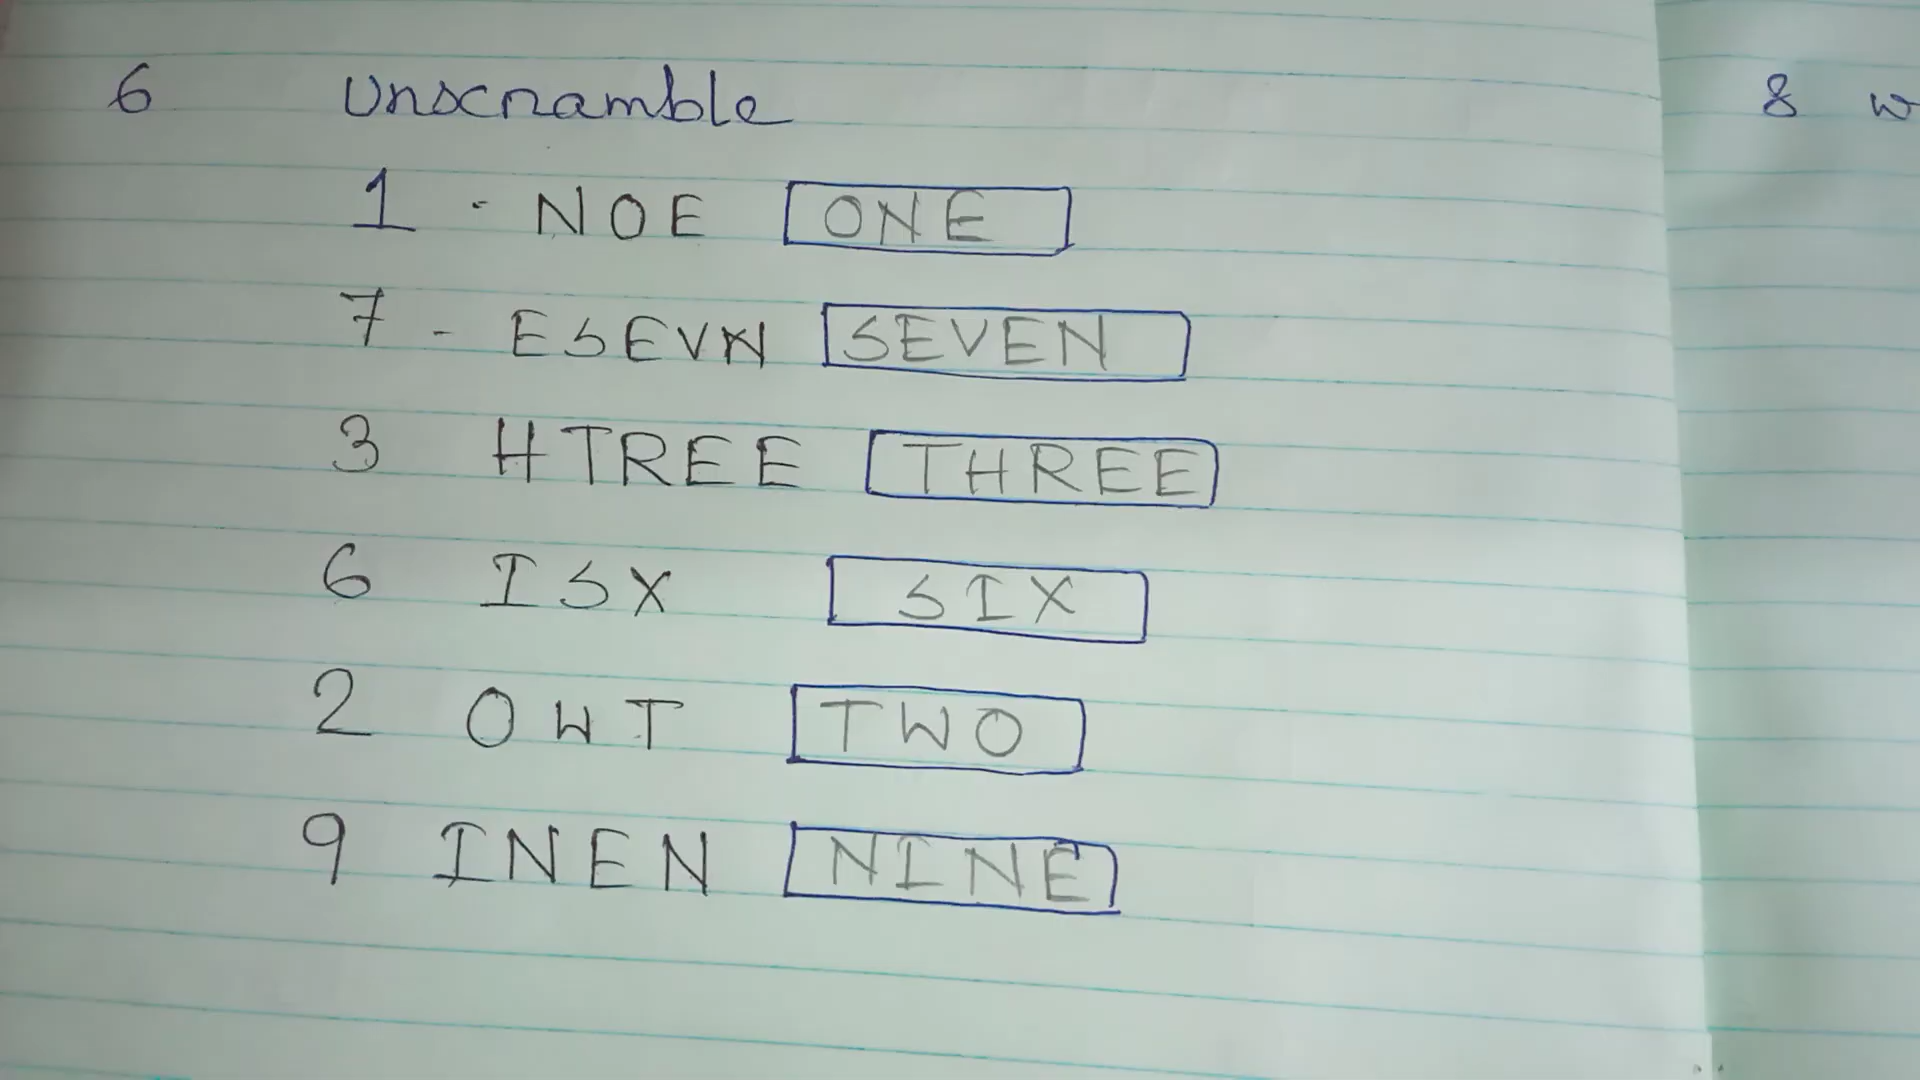 6 Unscramble
1 - NOE ONE
7 - ESEVN SEVEN
3 HTREE THREE
6 ISX SIX
2 OWT TWO
9 INEN NINE
8 w